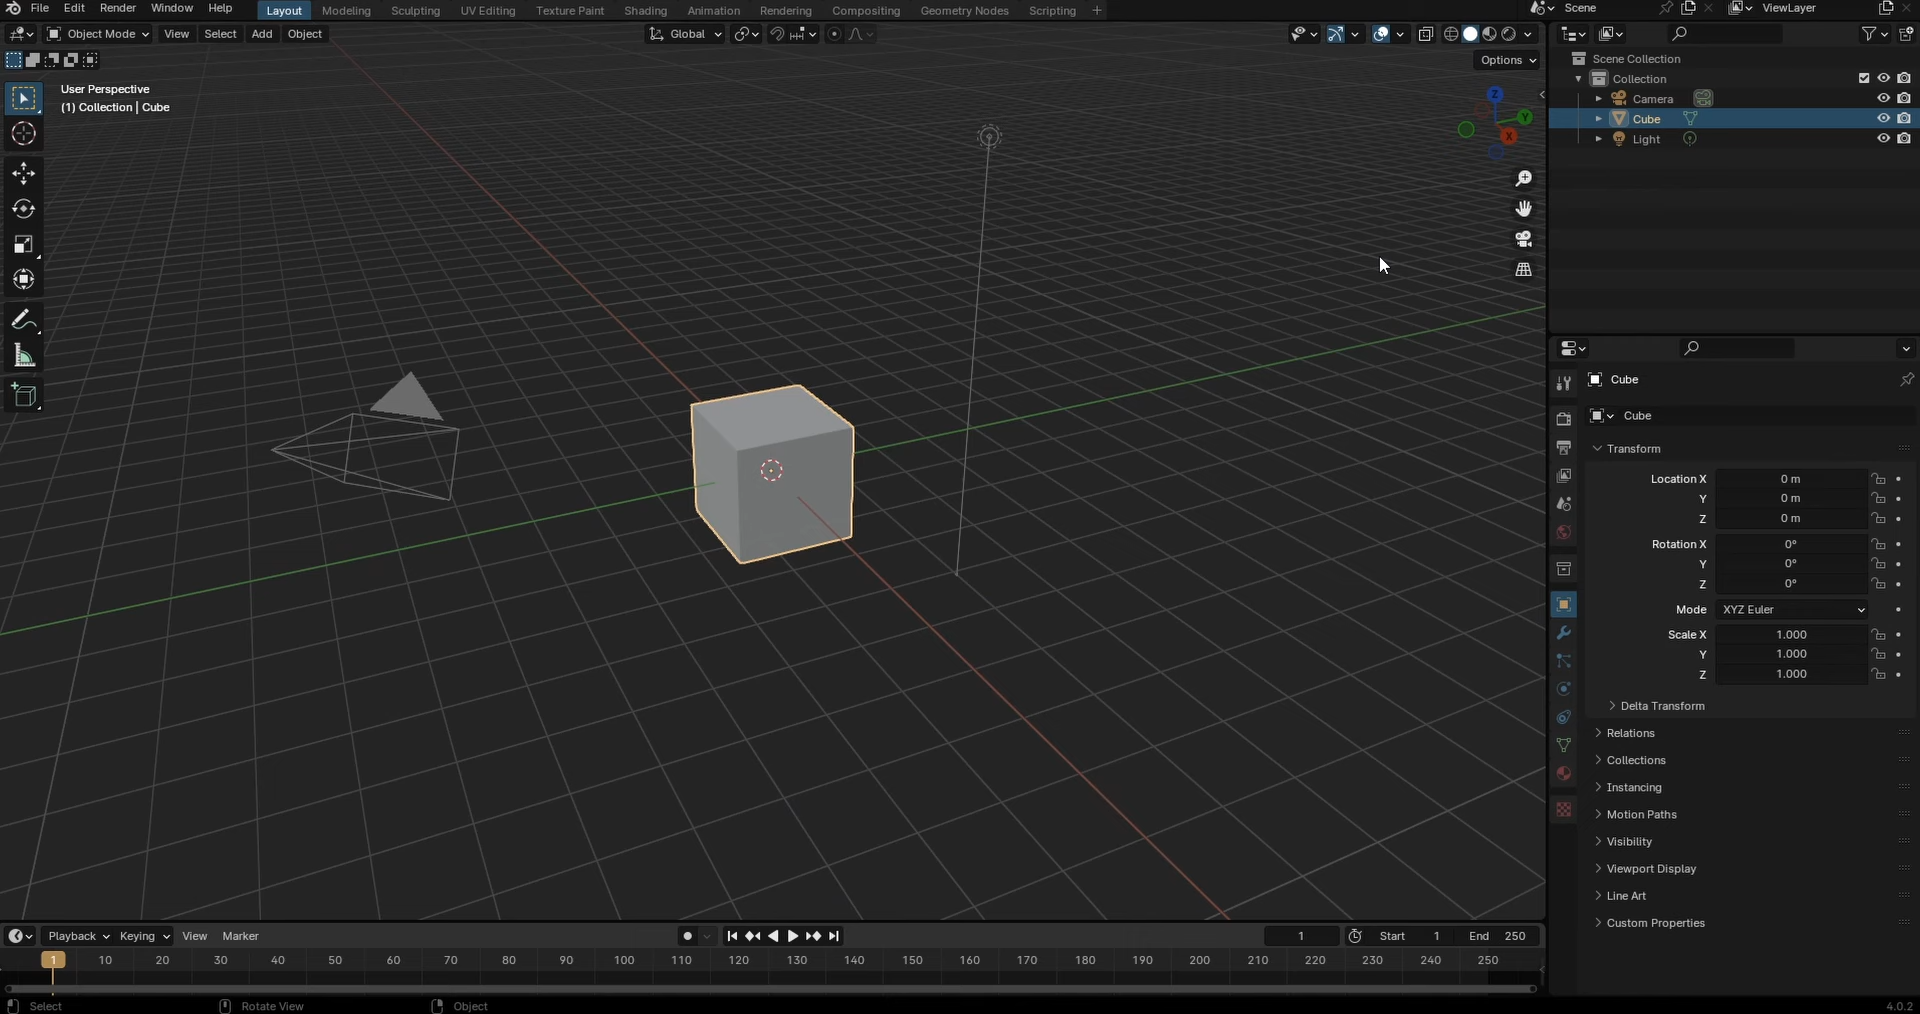 File Edit Render Window Help Layout Modeling Sculpting UV Editing Texture Paint Shading Animation Rendering Compositing Geometry Nodes Scripting + Scene ViewLayer
Object Mode View Select Add Object Global
Options
User Perspective
(1) Collection | Cube
Z
Y
X
Scene Collection
Collection
Camera
Cube
Light
Cube
Cube
Transform
Location X 0 m
Y 0 m
Z 0 m
Rotation X 0°
Y 0°
Z 0°
Mode XYZ Euler
Scale X 1.000
Y 1.000
Z 1.000
Delta Transform
Relations
Collections
Instancing
Motion Paths
Visibility
Viewport Display
Line Art
Custom Properties
Playback Keying View Marker 1 Start 1 End 250
1 10 20 30 40 50 60 70 80 90 100 110 120 130 140 150 160 170 180 190 200 210 220 230 240 250
Select Rotate View Object 4.0.2